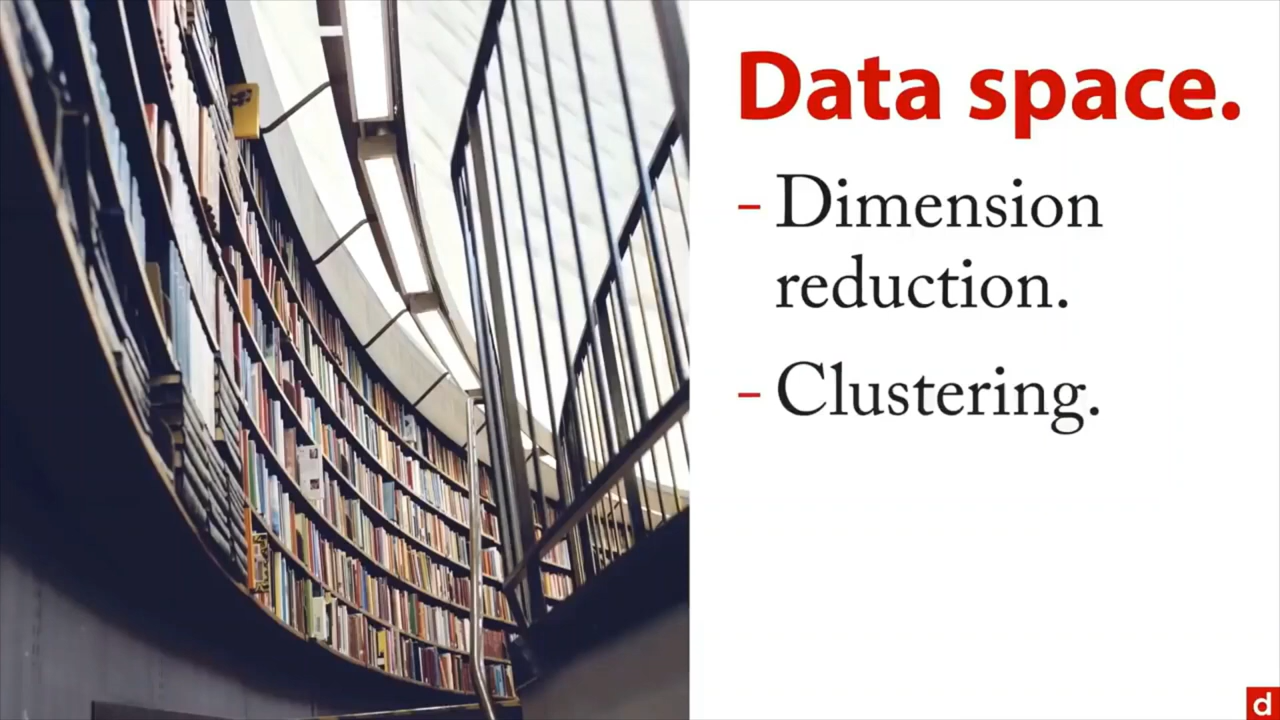 Data space.
- Dimension
reduction.
- Clustering.
d